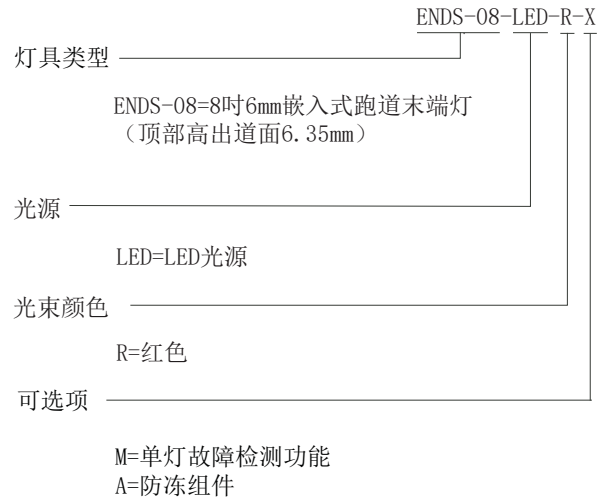 ENDS-08-LED-R-X
灯具类型
ENDS-08=8吋6mm嵌入式跑道末端灯
（顶部高出道面6.35mm）
光源
LED=LED光源
光束颜色
R=红色
可选项
M=单灯故障检测功能
A=防冻组件